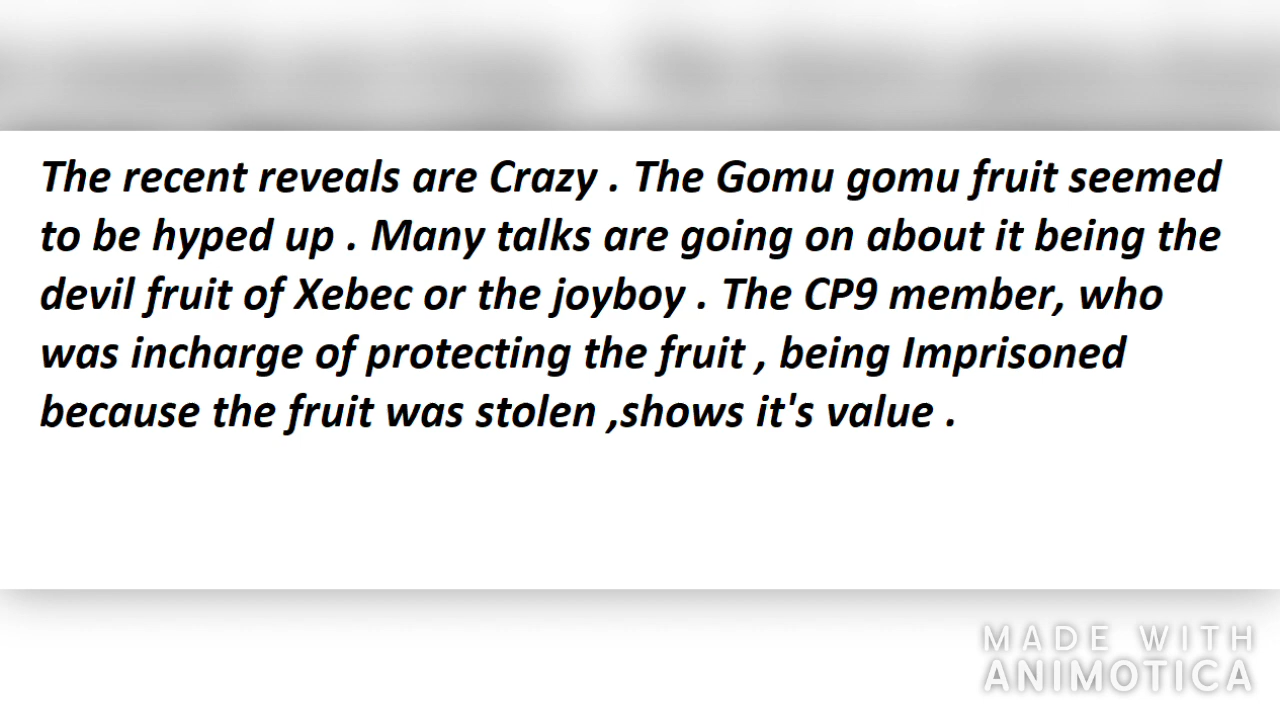 The recent reveals are Crazy . The Gomu gomu fruit seemed
to be hyped up . Many talks are going on about it being the
devil fruit of Xebec or the joyboy . The CP9 member, who
was incharge of protecting the fruit , being Imprisoned
because the fruit was stolen ,shows it's value .
MADE WITH
ANIMOTICA